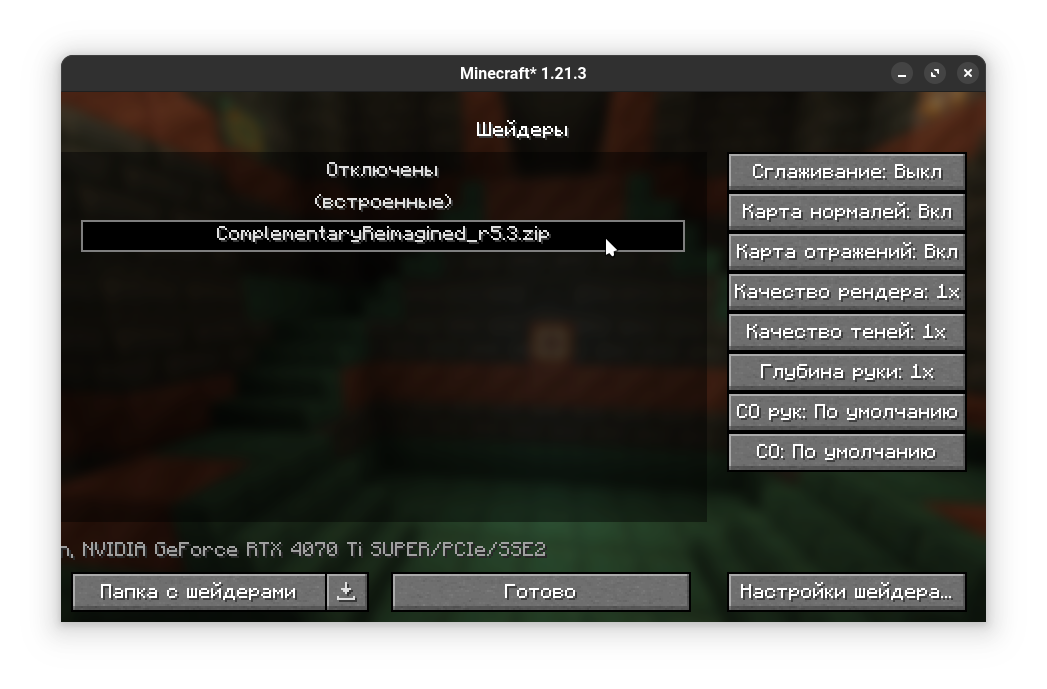 Minecraft* 1.21.3
Шейдеры
Отключены
(встроенные)
ComplementaryReimagined_r5.3.zip
Сглаживание: Выкл
Карта нормалей: Вкл
Карта отражений: Вкл
Качество рендера: 1x
Качество теней: 1x
Глубина руки: 1x
СО рук: По умолчанию
СО: По умолчанию
n, NVIDIA GeForce RTX 4070 Ti SUPER/PCIe/SSE2
Папка с шейдерами
Готово
Настройки шейдера...